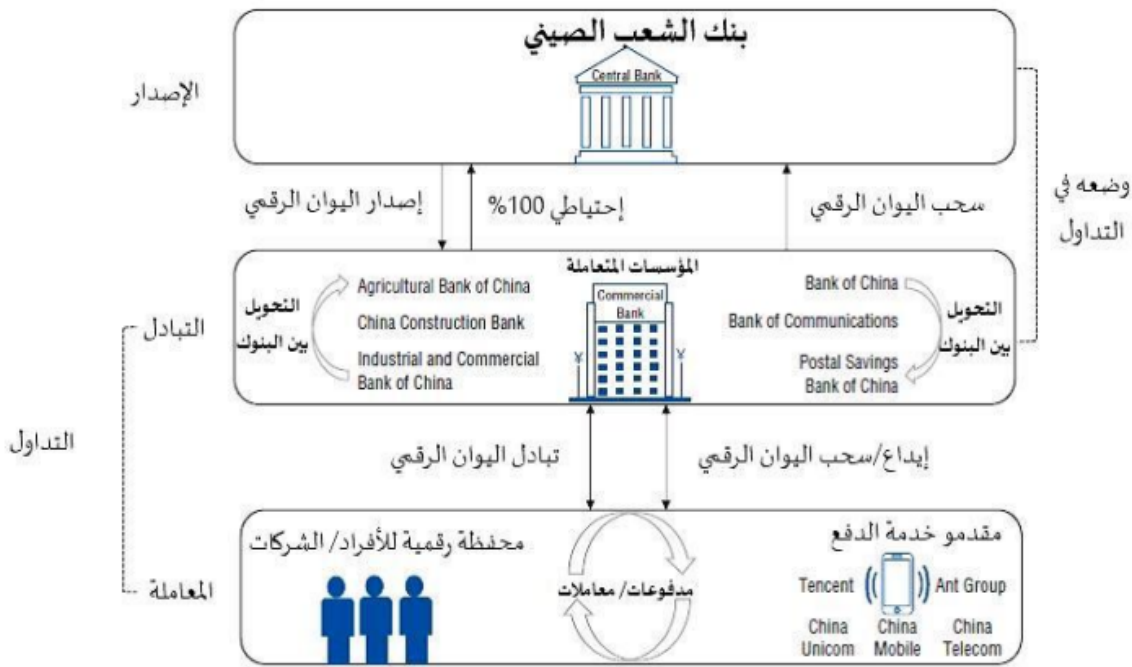 بنك الشعب الصيني
Central Bank
الإصدار
وضعه في
التداول
إصدار اليوان الرقمي
إحتياطي 100%
سحب اليوان الرقمي
المؤسسات المتعاملة
Commercial
Bank
¥
¥
التحويل
بين البنوك
Agricultural Bank of China
China Construction Bank
Industrial and Commercial
Bank of China
Bank of China
Bank of Communications
Postal Savings
Bank of China
التحويل
بين البنوك
التبادل
التداول
تبادل اليوان الرقمي
إيداع/سحب اليوان الرقمي
محفظة رقمية للأفراد/ الشركات
مدفوعات/ معاملات
مقدمو خدمة الدفع
Tencent
Ant Group
China
Unicom
China
Mobile
China
Telecom
المعاملة